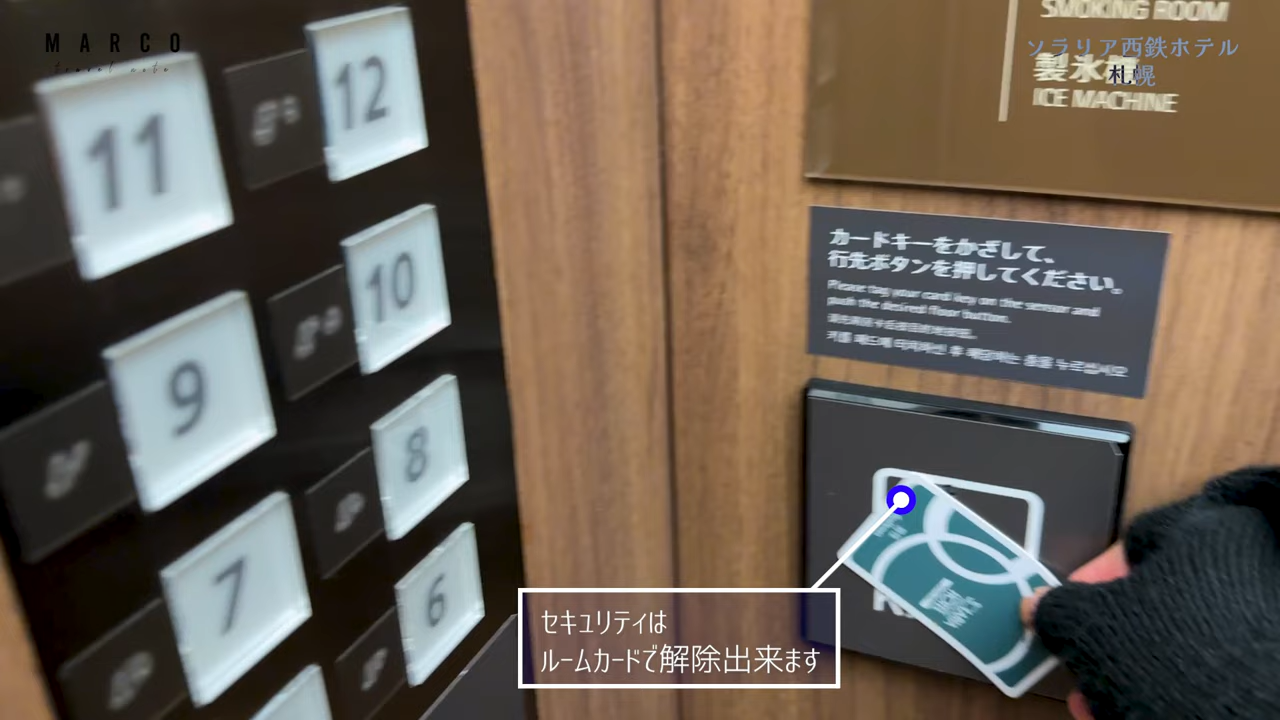 MARCO
travel note
ソラリア西鉄ホテル
札幌
SMOKING ROOM
製氷機
ICE MACHINE
11
12
9
10
7
8
6
カードキーをかざして、
行先ボタンを押してください。
Please tag your card key on the sensor and
push the desired floor button.
セキュリティは
ルームカードで解除出来ます